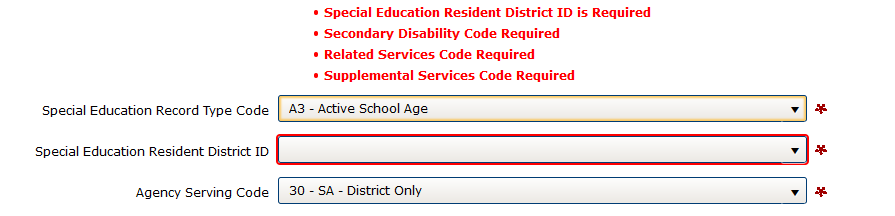 • Special Education Resident District ID is Required
• Secondary Disability Code Required
• Related Services Code Required
• Supplemental Services Code Required
Special Education Record Type Code A3 - Active School Age *
Special Education Resident District ID *
Agency Serving Code 30 - SA - District Only *